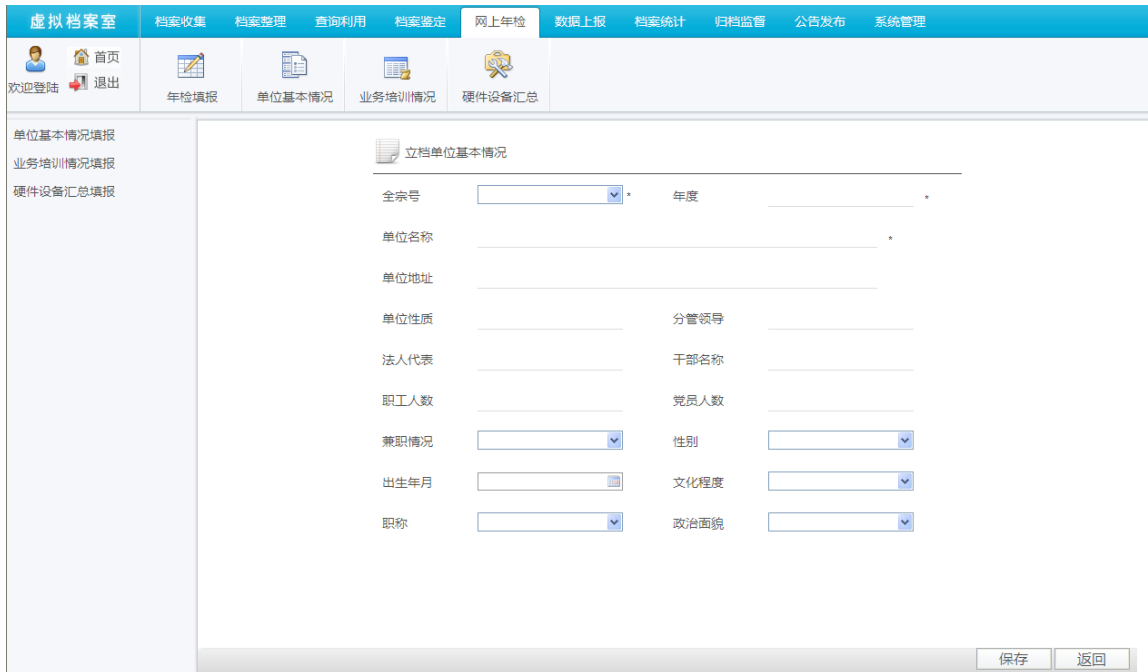 虚拟档案室 档案收集 档案整理 查询利用 档案鉴定 网上年检 数据上报 档案统计 归档监督 公告发布 系统管理
首页
欢迎登陆 退出
年检填报 单位基本情况 业务培训情况 硬件设备汇总
单位基本情况填报
业务培训情况填报
硬件设备汇总填报
立档单位基本情况
全宗号 * 年度 *
单位名称 *
单位地址
单位性质 分管领导
法人代表 干部名称
职工人数 党员人数
兼职情况 性别
出生年月 文化程度
职称 政治面貌
保存 返回